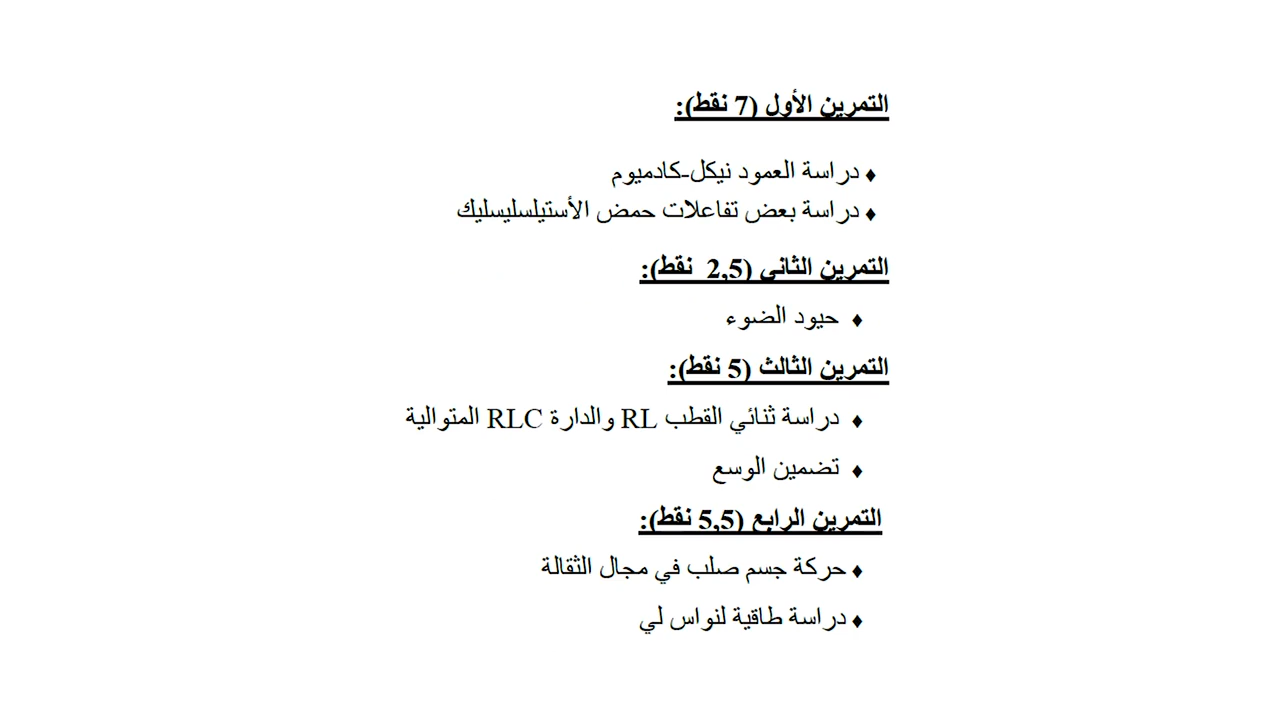 التمرين الأول (7 نقط):
♦ دراسة العمود نيكل-كادميوم
♦ دراسة بعض تفاعلات حمض الأستيلسليسليك
التمرين الثاني (2,5 نقط):
♦ حيود الضوء
التمرين الثالث (5 نقط):
♦ دراسة ثنائي القطب RL والدارة RLC المتوالية
♦ تضمين الوسع
التمرين الرابع (5,5 نقط):
♦ حركة جسم صلب في مجال الثقالة
♦ دراسة طاقية لنواس لي